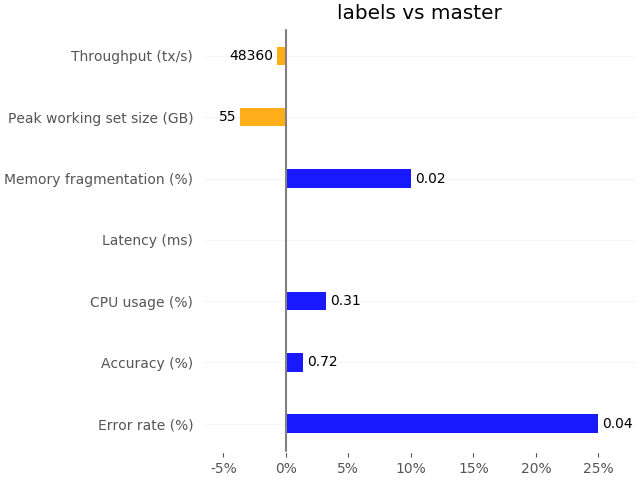 labels vs master
Throughput (tx/s)
48360
Peak working set size (GB)
55
Memory fragmentation (%)
0.02
Latency (ms)
CPU usage (%)
0.31
Accuracy (%)
0.72
Error rate (%)
0.04
-5% 0% 5% 10% 15% 20% 25%